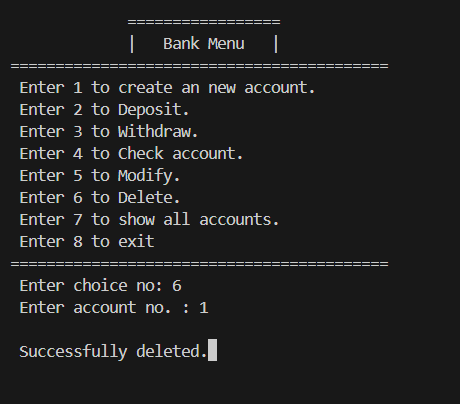 =================
|   Bank Menu   |
==========================================
Enter 1 to create an new account.
Enter 2 to Deposit.
Enter 3 to Withdraw.
Enter 4 to Check account.
Enter 5 to Modify.
Enter 6 to Delete.
Enter 7 to show all accounts.
Enter 8 to exit
==========================================
Enter choice no: 6
Enter account no. : 1
Successfully deleted.